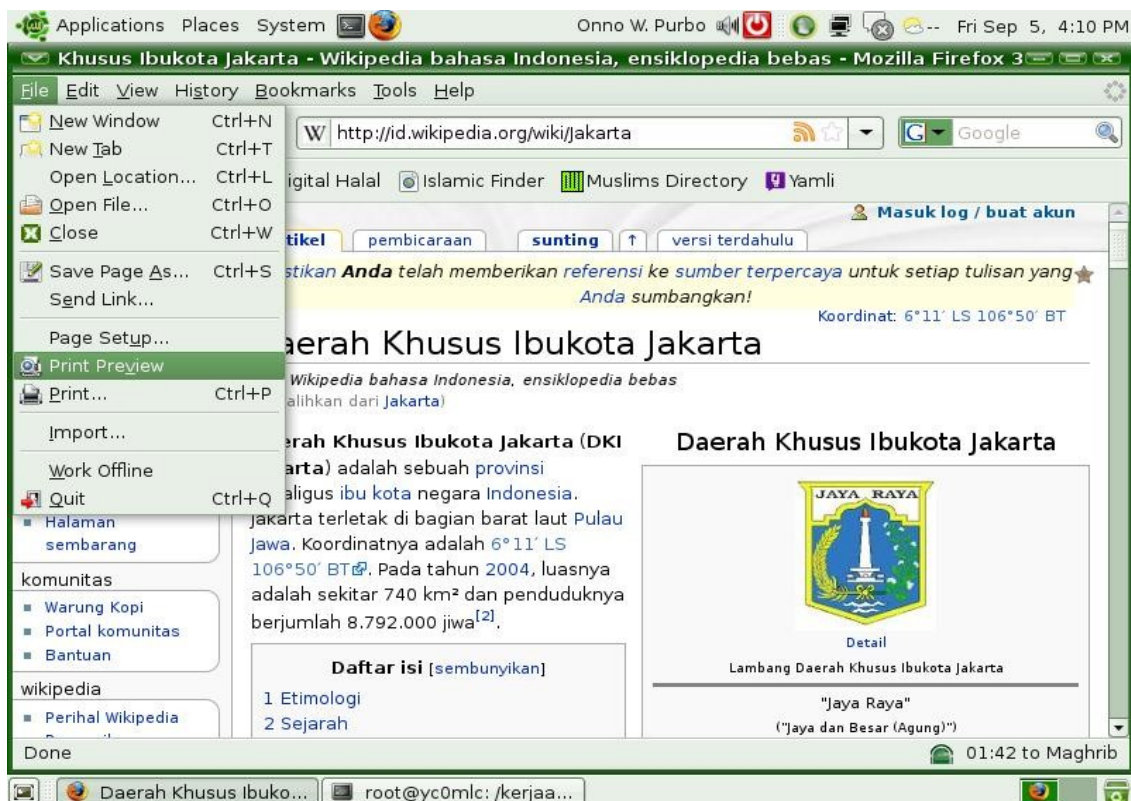 Applications Places System Onno W. Purbo -- Fri Sep 5, 4:10 PM
Khusus Ibukota Jakarta - Wikipedia bahasa Indonesia, ensiklopedia bebas - Mozilla Firefox 3
File Edit View History Bookmarks Tools Help
New Window Ctrl+N
New Tab Ctrl+T
Open Location... Ctrl+L
Open File... Ctrl+O
Close Ctrl+W
Save Page As... Ctrl+S
Send Link...
Page Setup...
Print Preview
Print... Ctrl+P
Import...
Work Offline
Quit Ctrl+Q
W http://id.wikipedia.org/wiki/Jakarta G Google
igital Halal Islamic Finder Muslims Directory Yamli
Masuk log / buat akun
tikel pembicaraan sunting ↑ versi terdahulu
stikan Anda telah memberikan referensi ke sumber terpercaya untuk setiap tulisan yang
Anda sumbangkan!
Koordinat: 6°11′ LS 106°50′ BT
aerah Khusus Ibukota Jakarta
Wikipedia bahasa Indonesia, ensiklopedia bebas
alihkan dari Jakarta)
erah Khusus Ibukota Jakarta (DKI
arta) adalah sebuah provinsi
aligus ibu kota negara Indonesia.
Jakarta terletak di bagian barat laut Pulau
Jawa. Koordinatnya adalah 6°11′ LS
106°50′ BT. Pada tahun 2004, luasnya
adalah sekitar 740 km² dan penduduknya
berjumlah 8.792.000 jiwa[2].
Daftar isi [sembunyikan]
1 Etimologi
2 Sejarah
Daerah Khusus Ibukota Jakarta
JAYA RAYA
Detail
Lambang Daerah Khusus Ibukota Jakarta
"Jaya Raya"
("Jaya dan Besar (Agung)")
Halaman
sembarang
komunitas
Warung Kopi
Portal komunitas
Bantuan
wikipedia
Perihal Wikipedia
Done 01:42 to Maghrib
Daerah Khusus Ibuko... root@yc0mlc: /kerjaa...